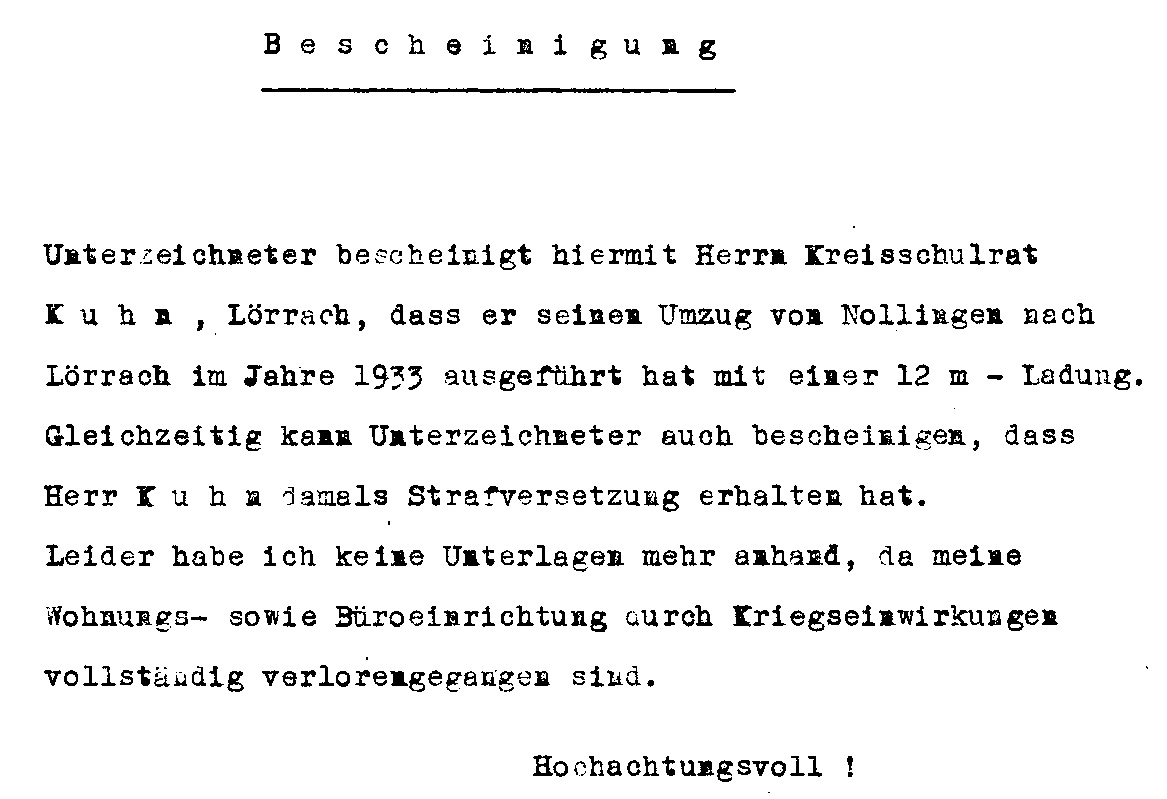 B e s c h e i n i g u n g
Unterzeichneter bescheinigt hiermit Herrn Kreisschulrat
K u h n , Lörrach, dass er seinen Umzug von Nollingen nach
Lörrach im Jahre 1933 ausgeführt hat mit einer 12 m - Ladung.
Gleichzeitig kann Unterzeichneter auch bescheinigen, dass
Herr K u h n damals Strafversetzung erhalten hat.
Leider habe ich keine Unterlagen mehr anhand, da meine
Wohnungs- sowie Büroeinrichtung durch Kriegseinwirkungen
vollständig verlorengegangen sind.
Hochachtungsvoll !